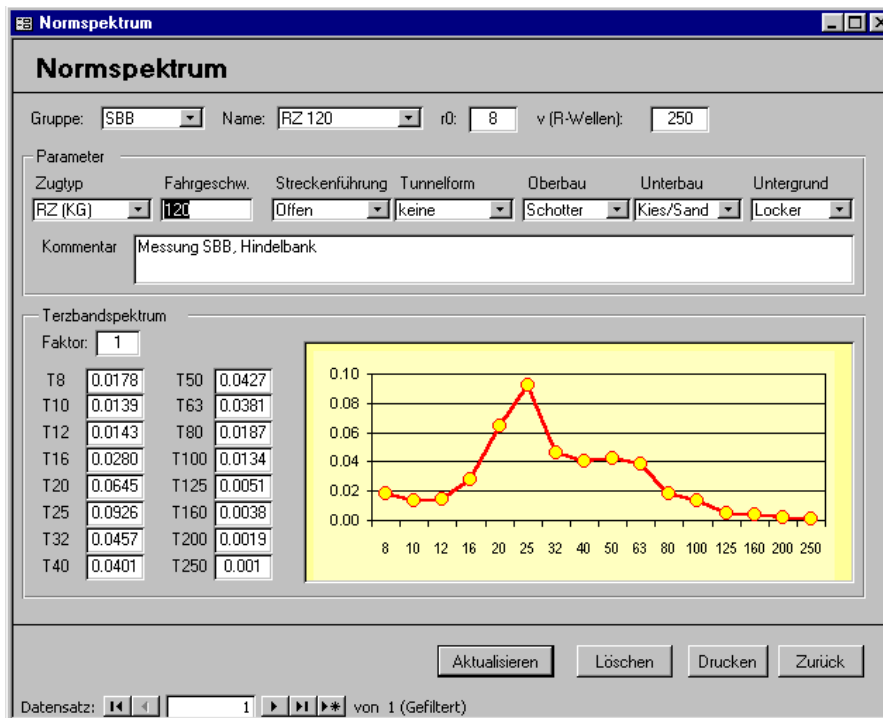 Normspektrum
Normspektrum
Gruppe: SBB Name: RZ 120 r0: 8 v (R-Wellen): 250
Parameter
Zugtyp Fahrgeschw. Streckenführung Tunnelform Oberbau Unterbau Untergrund
RZ (KG) 120 Offen keine Schotter Kies/Sand Locker
Kommentar Messung SBB, Hindelbank
Terzbandspektrum
Faktor: 1
T8 0.0178 T50 0.0427
T10 0.0139 T63 0.0381
T12 0.0143 T80 0.0187
T16 0.0280 T100 0.0134
T20 0.0645 T125 0.0051
T25 0.0926 T160 0.0038
T32 0.0457 T200 0.0019
T40 0.0401 T250 0.001
0.10
0.08
0.06
0.04
0.02
0.00
8 10 12 16 20 25 32 40 50 63 80 100 125 160 200 250
Aktualisieren Löschen Drucken Zurück
Datensatz: 1 von 1 (Gefiltert)